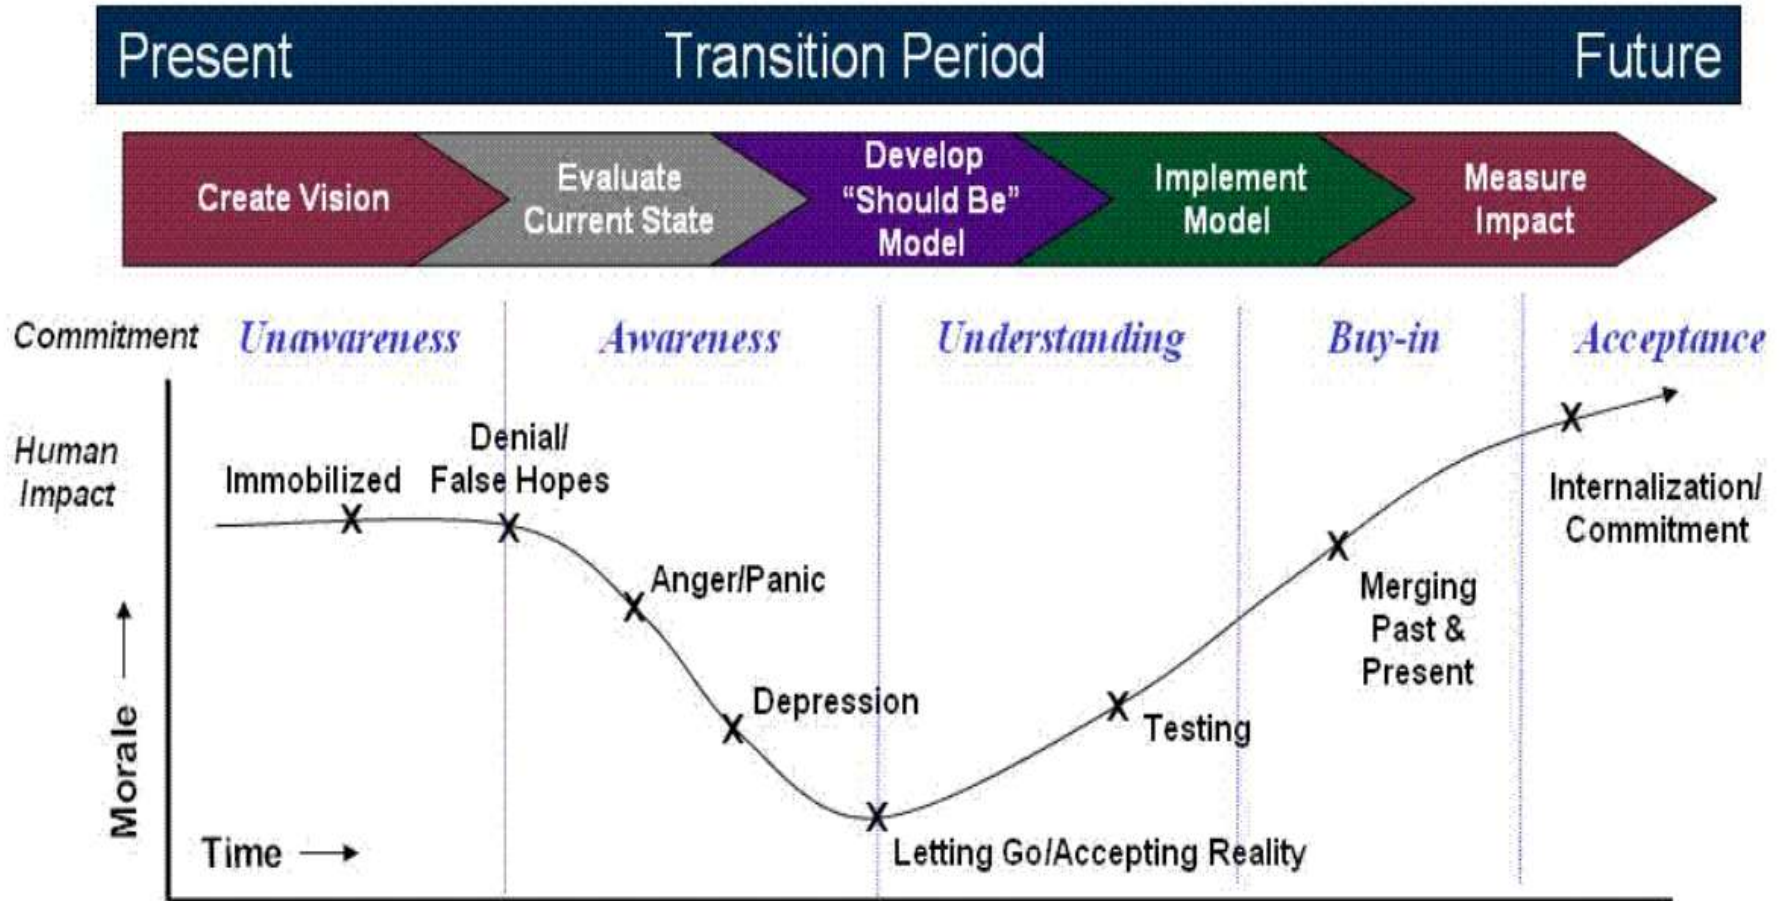 Present Transition Period Future
Create Vision
Evaluate
Current State
Develop
“Should Be”
Model
Implement
Model
Measure
Impact
Commitment Unawareness Awareness Understanding Buy-in Acceptance
Human
Impact
Immobilized
Denial/
False Hopes
Anger/Panic
Depression
Letting Go/Accepting Reality
Testing
Merging
Past &
Present
Internalization/
Commitment
Morale
Time